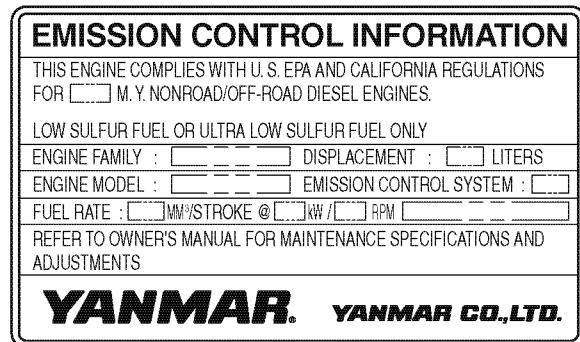 EMISSION CONTROL INFORMATION
THIS ENGINE COMPLIES WITH U. S. EPA AND CALIFORNIA REGULATIONS
FOR M. Y. NONROAD/OFF-ROAD DIESEL ENGINES.
LOW SULFUR FUEL OR ULTRA LOW SULFUR FUEL ONLY
ENGINE FAMILY : DISPLACEMENT : LITERS
ENGINE MODEL : EMISSION CONTROL SYSTEM :
FUEL RATE : MM³/STROKE @ kW / RPM
REFER TO OWNER'S MANUAL FOR MAINTENANCE SPECIFICATIONS AND
ADJUSTMENTS
YANMAR. YANMAR CO.,LTD.